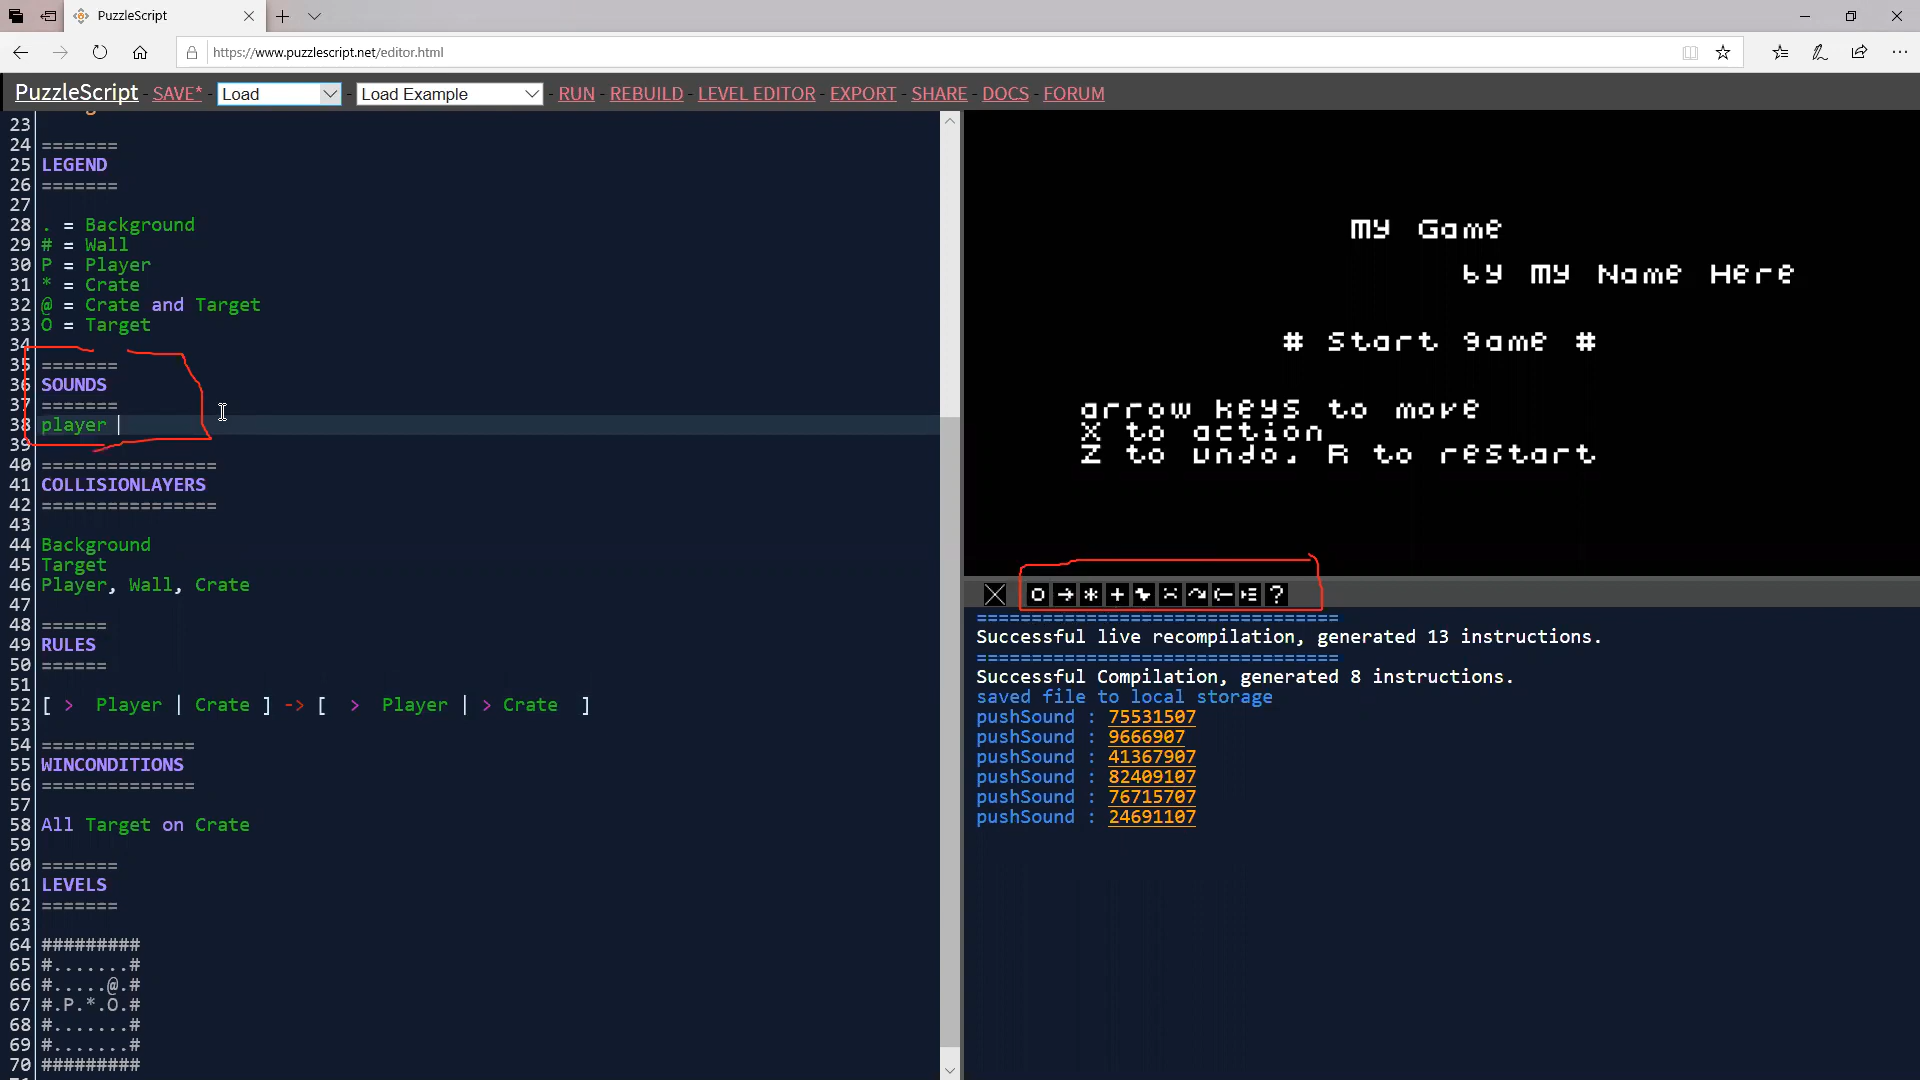 PuzzleScript
https://www.puzzlescript.net/editor.html
PuzzleScript - SAVE* - Load - Load Example - RUN - REBUILD - LEVEL EDITOR - EXPORT - SHARE - DOCS - FORUM
23
24 =======
25 LEGEND
26 =======
27
28 . = Background
29 # = Wall
30 P = Player
31 * = Crate
32 @ = Crate and Target
33 O = Target
34
35 =======
36 SOUNDS
37 =======
38 player
39
40 ================
41 COLLISIONLAYERS
42 ================
43
44 Background
45 Target
46 Player, Wall, Crate
47
48 ======
49 RULES
50 ======
51
52 [ >  Player | Crate ] -> [  >  Player | > Crate  ]
53
54 ==============
55 WINCONDITIONS
56 ==============
57
58 All Target on Crate
59
60 =======
61 LEVELS
62 =======
63
64 #########
65 #.......#
66 #.....@.#
67 #.P.*.O.#
68 #.......#
69 #.......#
70 #########
My Game
by My Name Here
# Start game #
arrow keys to move
X to action
Z to undo, R to restart
=================================
Successful live recompilation, generated 13 instructions.
=================================
Successful Compilation, generated 8 instructions.
saved file to local storage
pushSound : 75531507
pushSound : 9666907
pushSound : 41367907
pushSound : 82409107
pushSound : 76715707
pushSound : 24691107